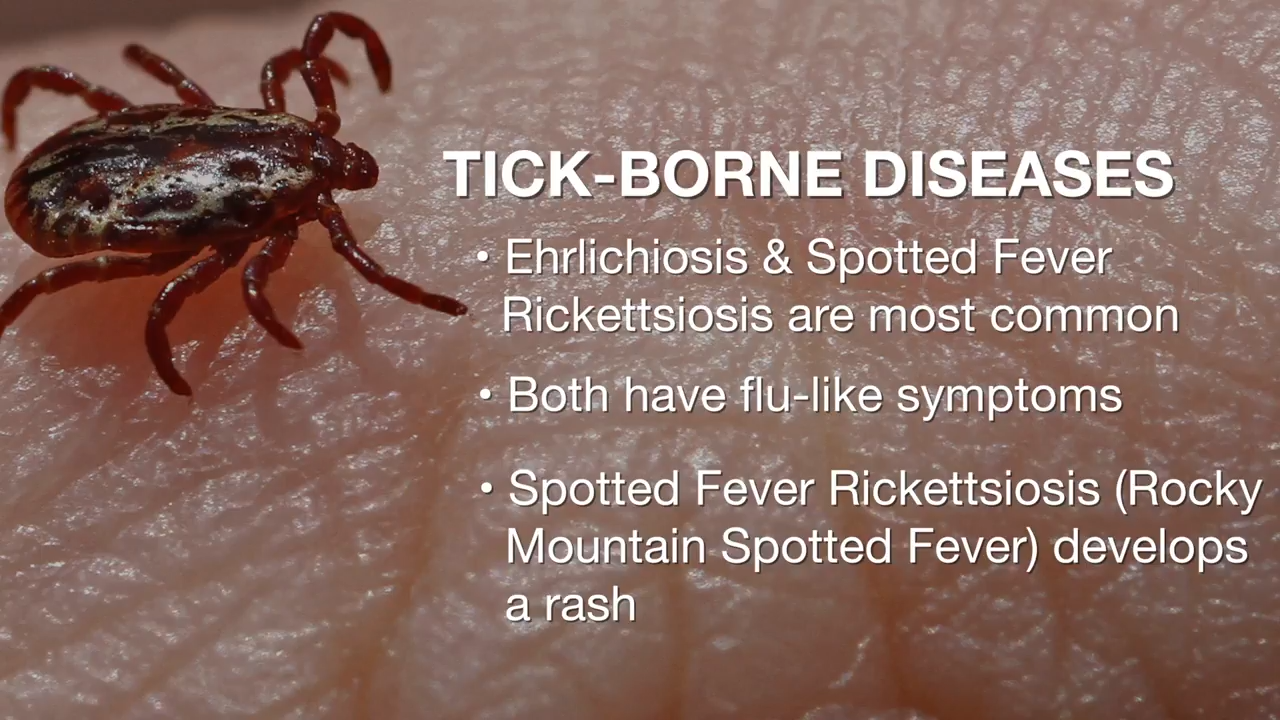 TICK-BORNE DISEASES
• Ehrlichiosis & Spotted Fever
Rickettsiosis are most common
• Both have flu-like symptoms
• Spotted Fever Rickettsiosis (Rocky
Mountain Spotted Fever) develops
a rash